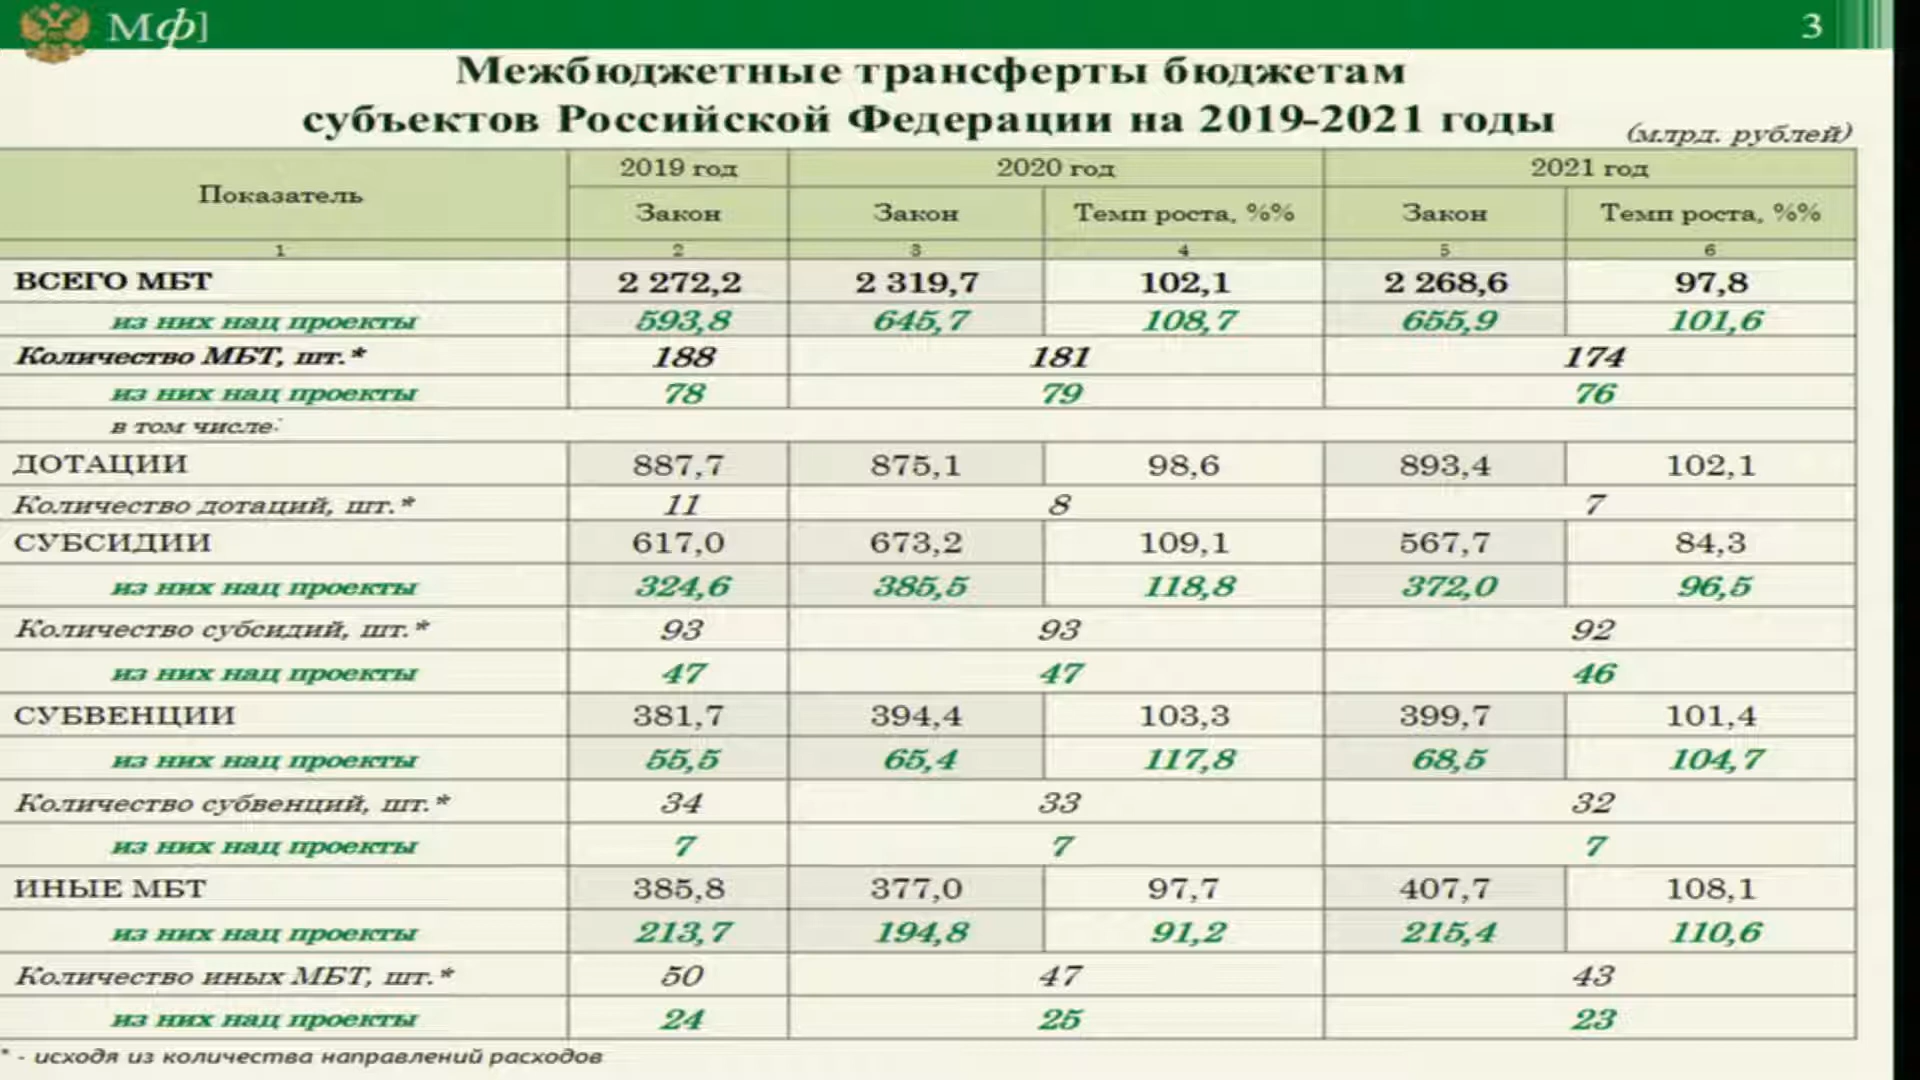 Мф]
3
Межбюджетные трансферты бюджетам
субъектов Российской Федерации на 2019-2021 годы
(млрд. рублей)
Показатель 2019 год 2020 год 2021 год
Закон Закон Темп роста, %% Закон Темп роста, %%
1 2 3 4 5 6
ВСЕГО МБТ 2 272,2 2 319,7 102,1 2 268,6 97,8
из них нац проекты 593,8 645,7 108,7 655,9 101,6
Количество МБТ, шт.* 188 181 174
из них нац проекты 78 79 76
в том числе:
ДОТАЦИИ 887,7 875,1 98,6 893,4 102,1
Количество дотаций, шт.* 11 8 7
СУБСИДИИ 617,0 673,2 109,1 567,7 84,3
из них нац проекты 324,6 385,5 118,8 372,0 96,5
Количество субсидий, шт.* 93 93 92
из них нац проекты 47 47 46
СУБВЕНЦИИ 381,7 394,4 103,3 399,7 101,4
из них нац проекты 55,5 65,4 117,8 68,5 104,7
Количество субвенций, шт.* 34 33 32
из них нац проекты 7 7 7
ИНЫЕ МБТ 385,8 377,0 97,7 407,7 108,1
из них нац проекты 213,7 194,8 91,2 215,4 110,6
Количество иных МБТ, шт.* 50 47 43
из них нац проекты 24 25 23
* - исходя из количества направлений расходов